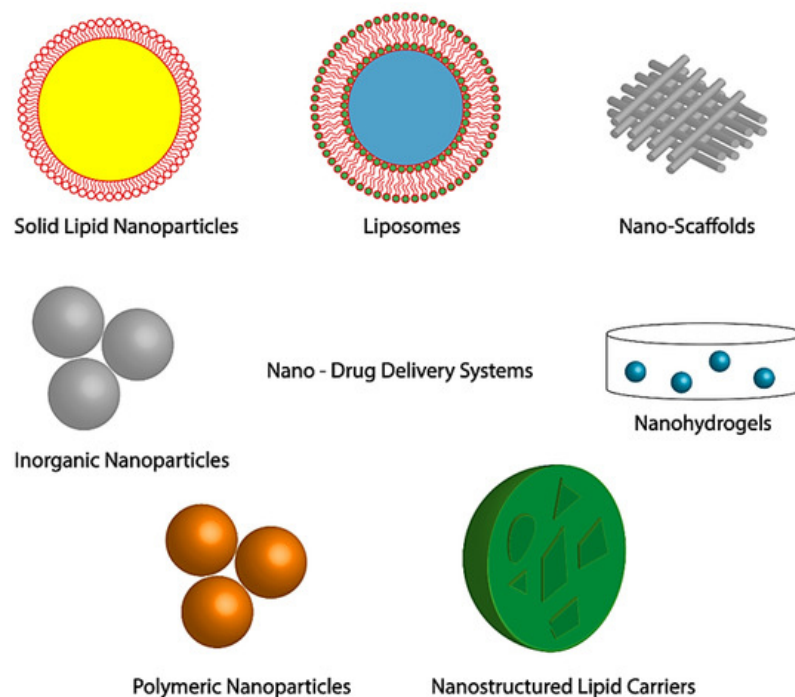 Solid Lipid Nanoparticles
Liposomes
Nano-Scaffolds
Nano - Drug Delivery Systems
Nanohydrogels
Inorganic Nanoparticles
Polymeric Nanoparticles
Nanostructured Lipid Carriers